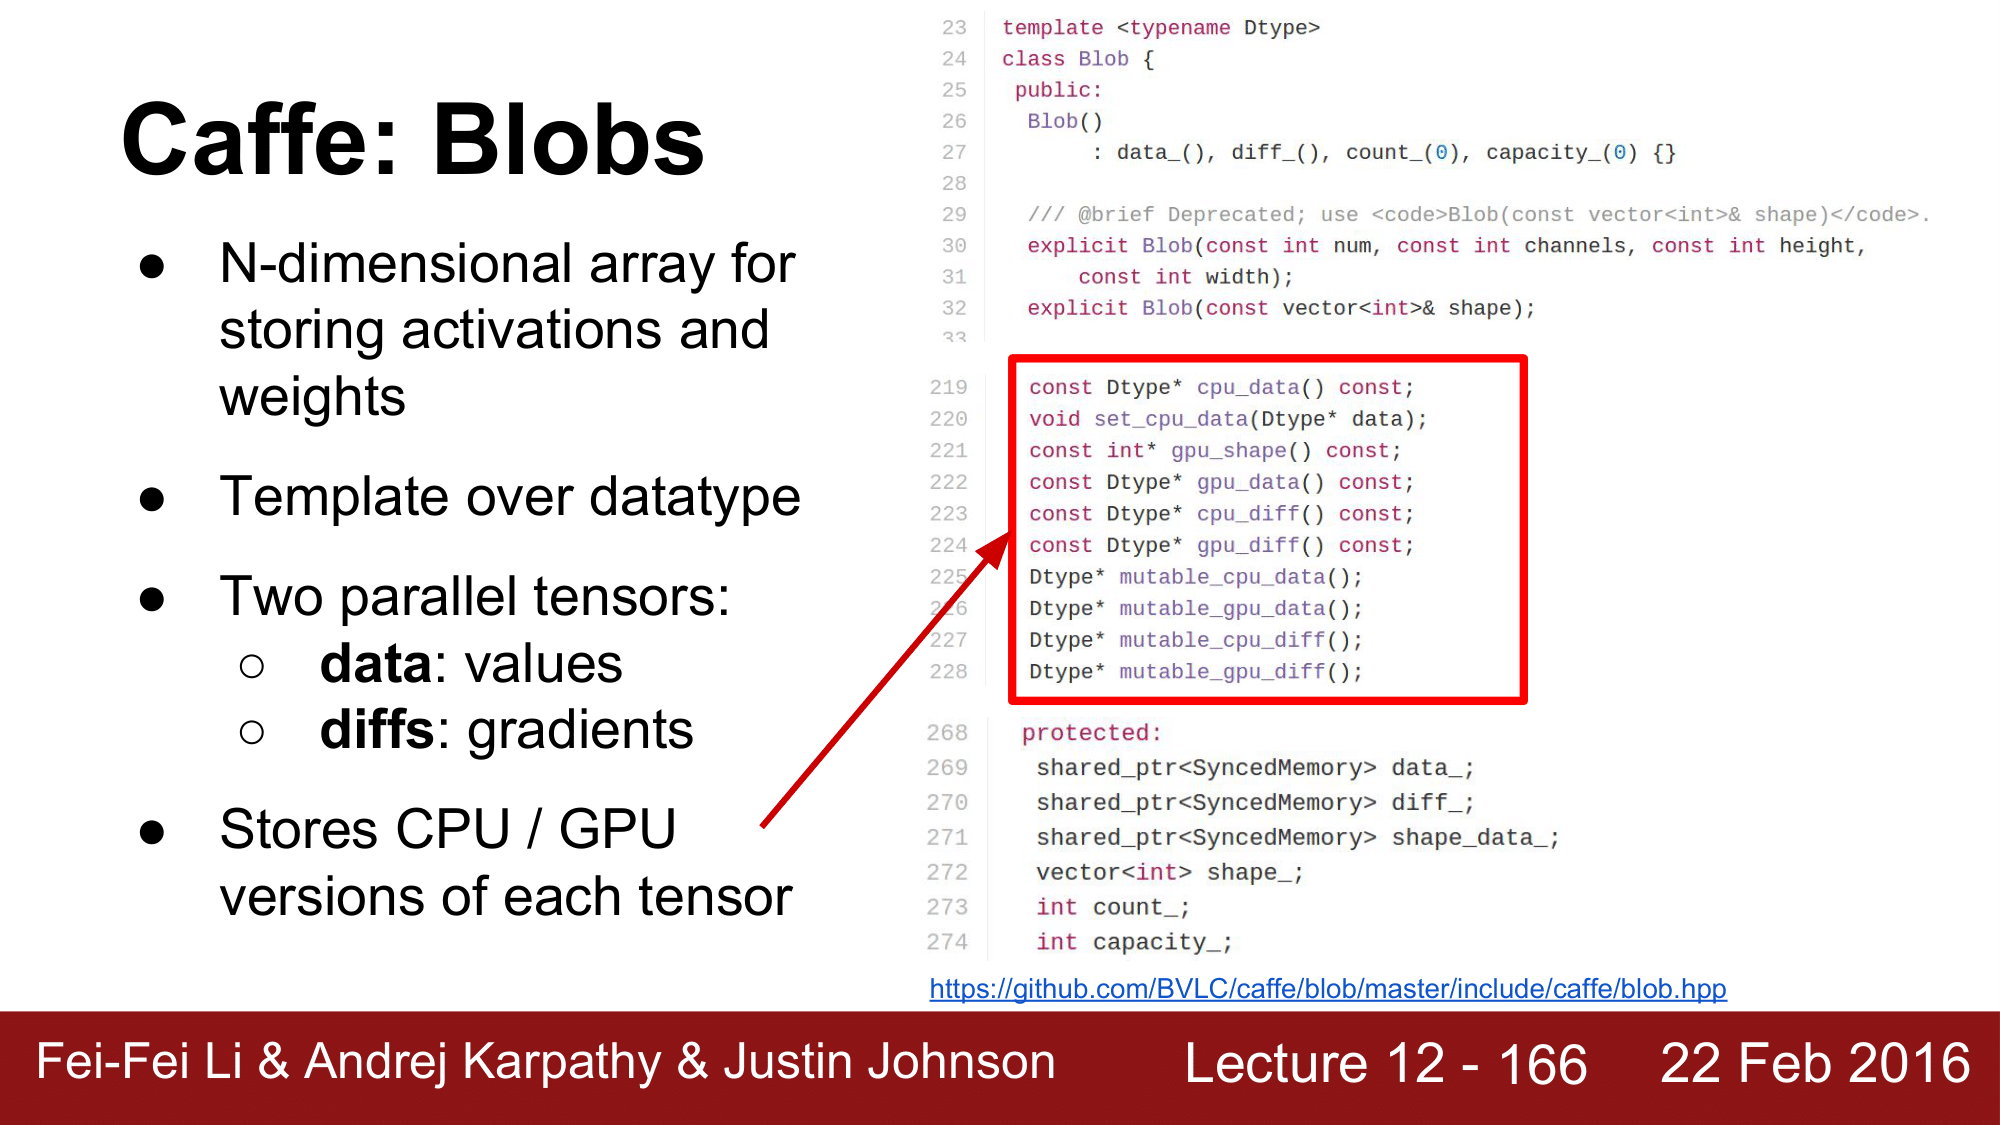 Caffe: Blobs
● N-dimensional array for
storing activations and
weights
● Template over datatype
● Two parallel tensors:
○ data: values
○ diffs: gradients
● Stores CPU / GPU
versions of each tensor
23 template <typename Dtype>
24 class Blob {
25 public:
26 Blob()
27 : data_(), diff_(), count_(0), capacity_(0) {}
28
29 /// @brief Deprecated; use <code>Blob(const vector<int>& shape)</code>.
30 explicit Blob(const int num, const int channels, const int height,
31 const int width);
32 explicit Blob(const vector<int>& shape);
33
219 const Dtype* cpu_data() const;
220 void set_cpu_data(Dtype* data);
221 const int* gpu_shape() const;
222 const Dtype* gpu_data() const;
223 const Dtype* cpu_diff() const;
224 const Dtype* gpu_diff() const;
225 Dtype* mutable_cpu_data();
226 Dtype* mutable_gpu_data();
227 Dtype* mutable_cpu_diff();
228 Dtype* mutable_gpu_diff();
268 protected:
269 shared_ptr<SyncedMemory> data_;
270 shared_ptr<SyncedMemory> diff_;
271 shared_ptr<SyncedMemory> shape_data_;
272 vector<int> shape_;
273 int count_;
274 int capacity_;
https://github.com/BVLC/caffe/blob/master/include/caffe/blob.hpp
Fei-Fei Li & Andrej Karpathy & Justin Johnson Lecture 12 - 166 22 Feb 2016